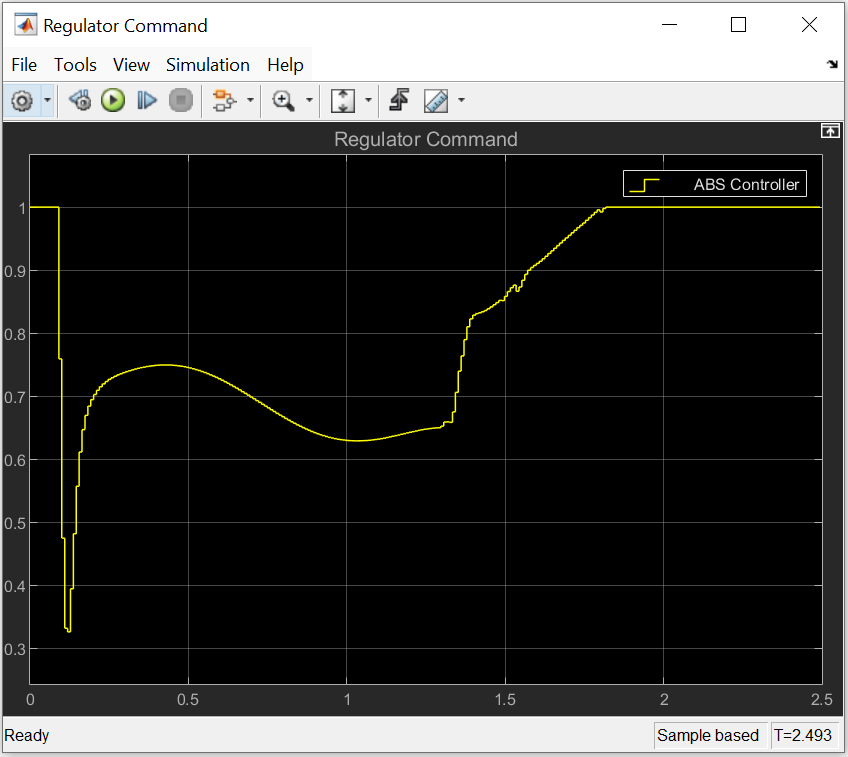 Regulator Command
File Tools View Simulation Help
Regulator Command
ABS Controller
1
0.9
0.8
0.7
0.6
0.5
0.4
0.3
0 0.5 1 1.5 2 2.5
Ready Sample based T=2.493